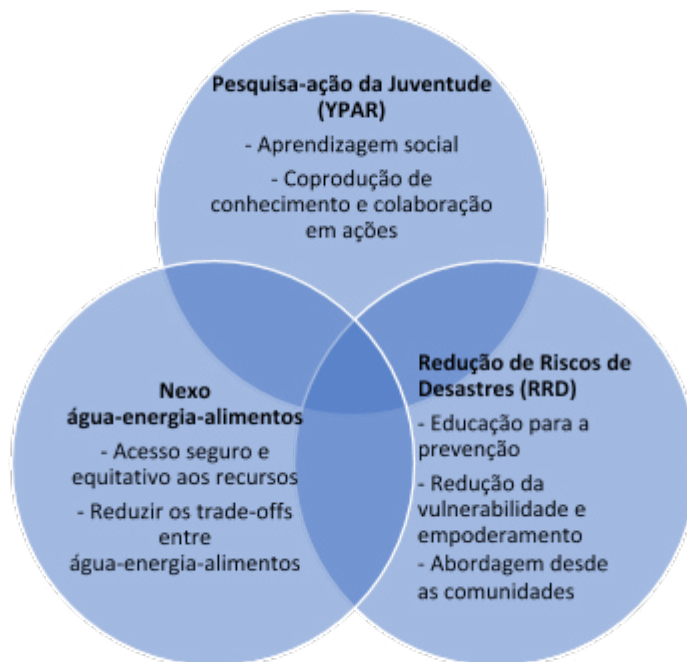 Pesquisa-ação da Juventude
(YPAR)
- Aprendizagem social
- Coprodução de
conhecimento e colaboração
em ações
Nexo
água-energia-alimentos
- Acesso seguro e
equitativo aos recursos
- Reduzir os trade-offs
entre
água-energia-alimentos
Redução de Riscos de
Desastres (RRD)
- Educação para a
prevenção
- Redução da
vulnerabilidade e
empoderamento
- Abordagem desde
as comunidades